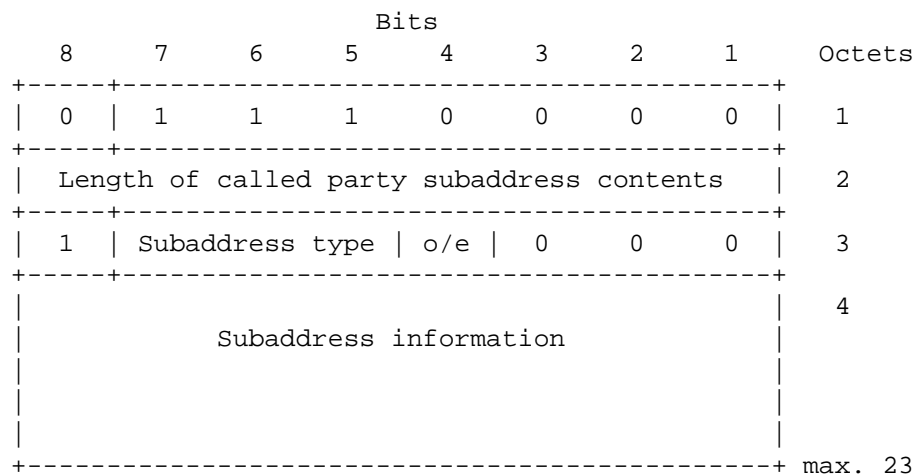 Bits
8 7 6 5 4 3 2 1 Octets
+-----+---------------------------------------+
| 0 | 1 1 1 0 0 0 0 | 1
+-----+---------------------------------------+
| Length of called party subaddress contents | 2
+-----+---------------------------------------+
| 1 | Subaddress type | o/e | 0 0 0 | 3
+-----+---------------------------------------+
| | 4
| Subaddress information |
| |
| |
| |
+---------------------------------------------+ max. 23